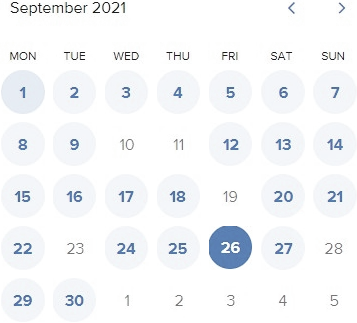 September 2021
MON TUE WED THU FRI SAT SUN
1 2 3 4 5 6 7
8 9 10 11 12 13 14
15 16 17 18 19 20 21
22 23 24 25 26 27 28
29 30 1 2 3 4 5